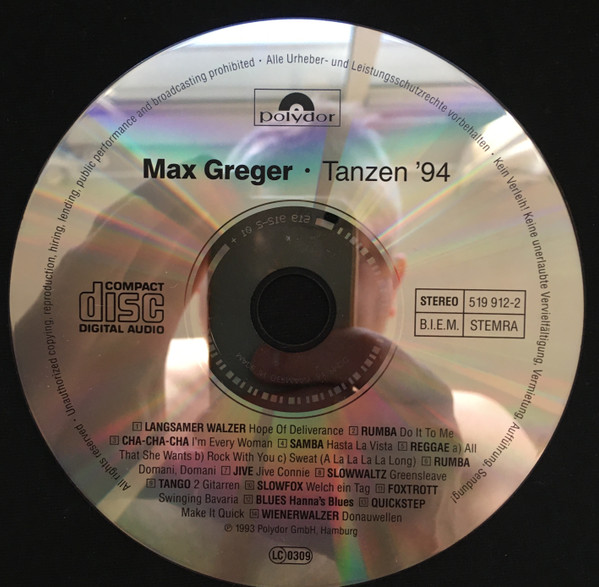 All rights reserved · Unauthorized copying, reproduction, hiring, lending, public performance and broadcasting prohibited · Alle Urheber- und Leistungsschutzrechte vorbehalten · Kein Verleih! Keine unerlaubte Vervielfältigung, Vermietung, Aufführung, Sendung!
polydor
Max Greger · Tanzen '94
COMPACT
disc
DIGITAL AUDIO
STEREO 519 912-2
B.I.E.M. STEMRA
1 LANGSAMER WALZER Hope Of Deliverance 2 RUMBA Do It To Me
3 CHA-CHA-CHA I'm Every Woman 4 SAMBA Hasta La Vista 5 REGGAE a) All
That She Wants b) Rock With You c) Sweat (A La La La La Long) 6 RUMBA
Domani, Domani 7 JIVE Jive Connie 8 SLOWWALTZ Greensleave
9 TANGO 2 Gitarren 10 SLOWFOX Welch ein Tag 11 FOXTROTT
Swinging Bavaria 12 BLUES Hanna's Blues 13 QUICKSTEP
Make It Quick 14 WIENERWALZER Donauwellen
℗ 1993 Polydor GmbH, Hamburg
LC 0309